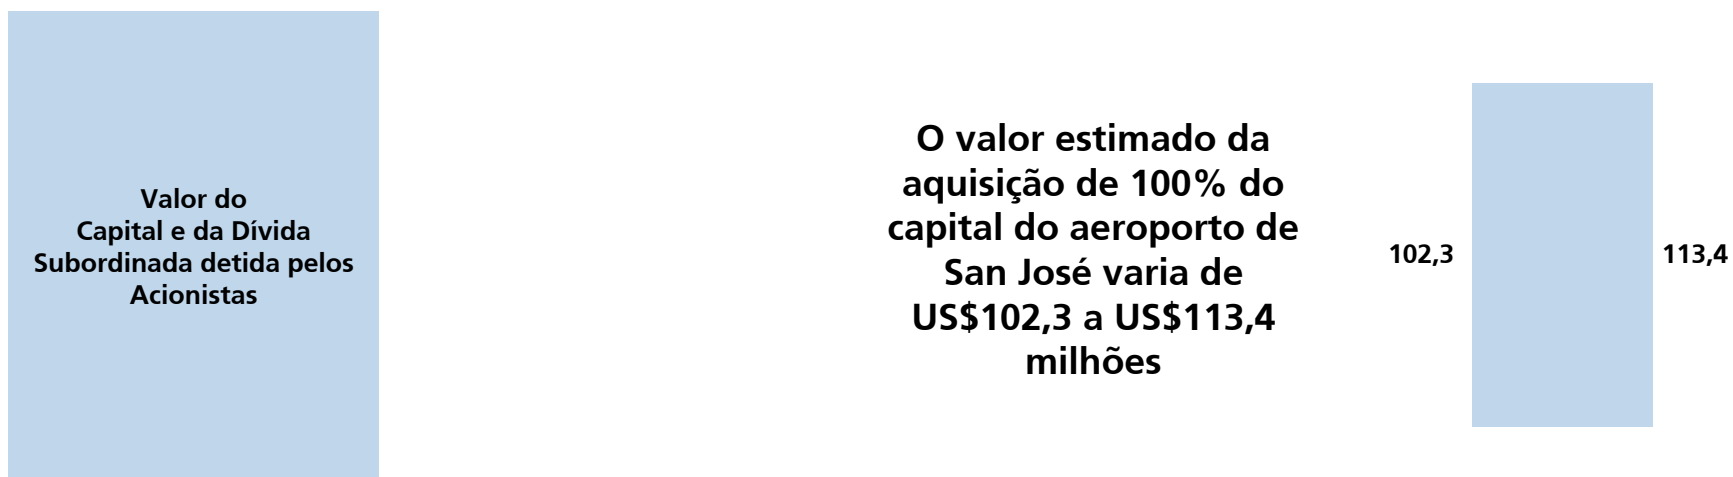 Valor do
Capital e da Dívida
Subordinada detida pelos
Acionistas
O valor estimado da
aquisição de 100% do
capital do aeroporto de
San José varia de
US$102,3 a US$113,4
milhões
102,3
113,4